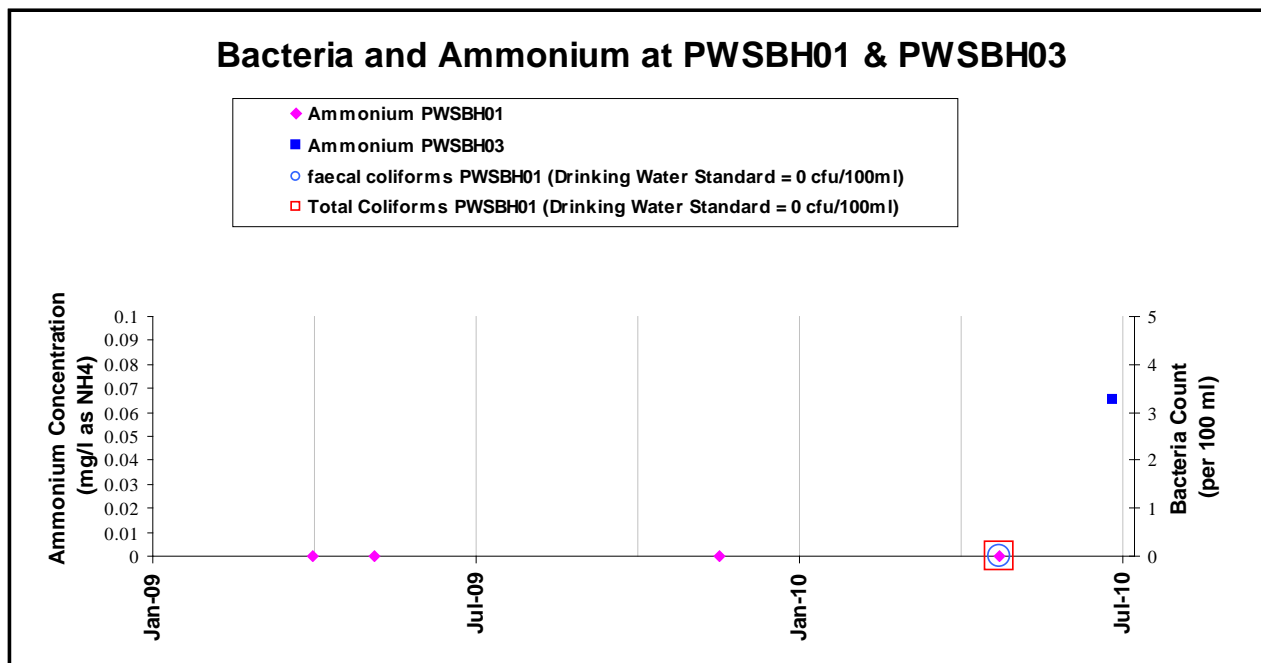 Bacteria and Ammonium at PWSBH01 & PWSBH03
Ammonium PWSBH01
Ammonium PWSBH03
faecal coliforms PWSBH01 (Drinking Water Standard = 0 cfu/100ml)
Total Coliforms PWSBH01 (Drinking Water Standard = 0 cfu/100ml)
Ammonium Concentration
(mg/l as NH4)
0.1
0.09
0.08
0.07
0.06
0.05
0.04
0.03
0.02
0.01
0
5
4
3
2
1
0
Bacteria Count
(per 100 ml)
Jan-09
Jul-09
Jan-10
Jul-10